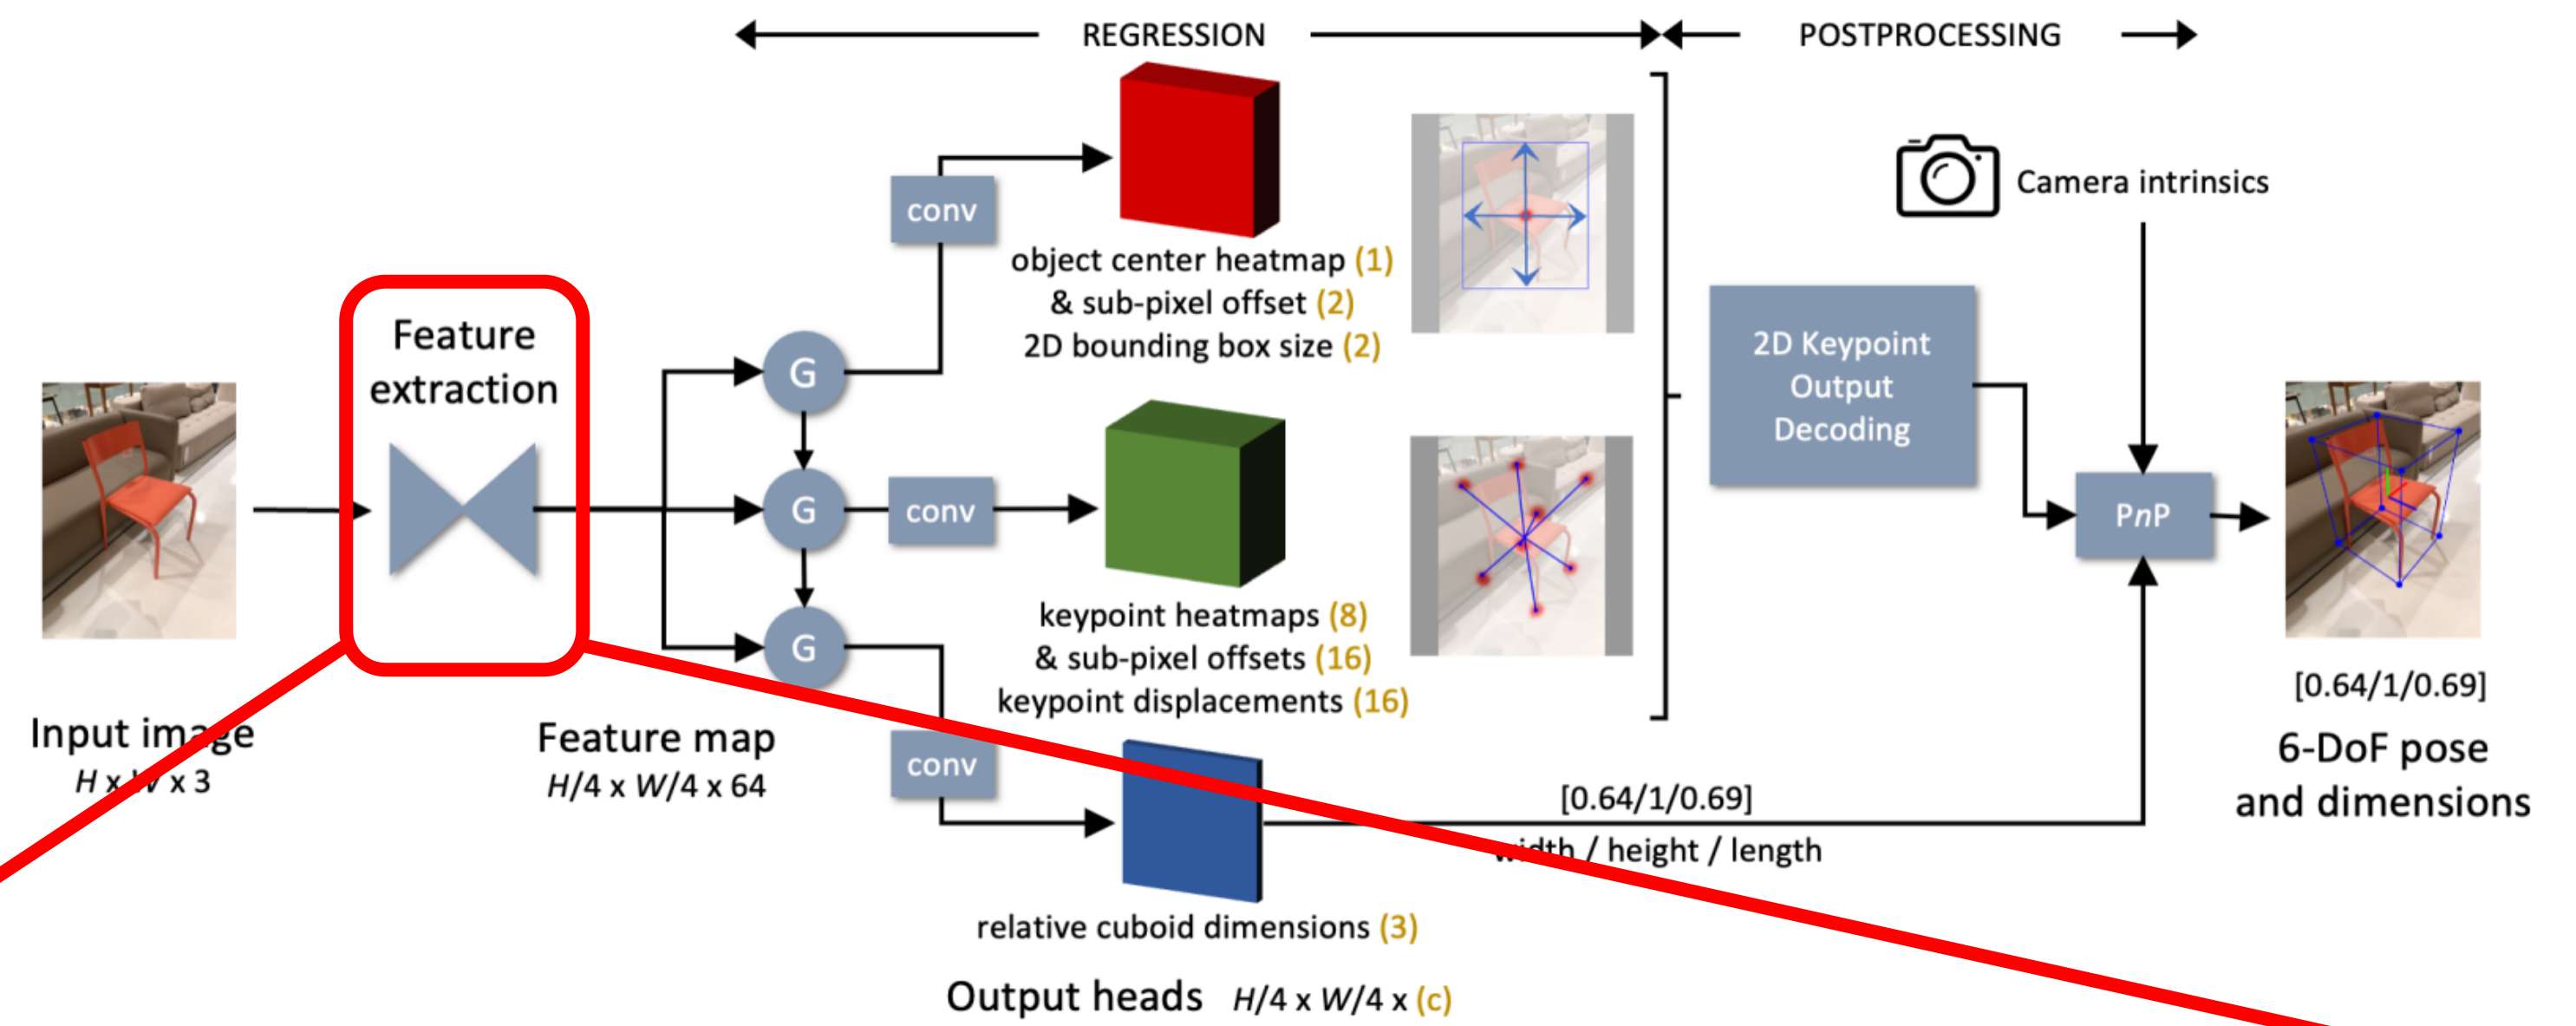 REGRESSION
POSTPROCESSING
conv
object center heatmap (1)
& sub-pixel offset (2)
2D bounding box size (2)
Camera intrinsics
Feature
extraction
G
2D Keypoint
Output
Decoding
G
conv
PnP
keypoint heatmaps (8)
& sub-pixel offsets (16)
keypoint displacements (16)
G
[0.64/1/0.69]
Input image
H x W x 3
Feature map
H/4 x W/4 x 64
conv
6-DoF pose
and dimensions
[0.64/1/0.69]
width / height / length
relative cuboid dimensions (3)
Output heads H/4 x W/4 x (c)